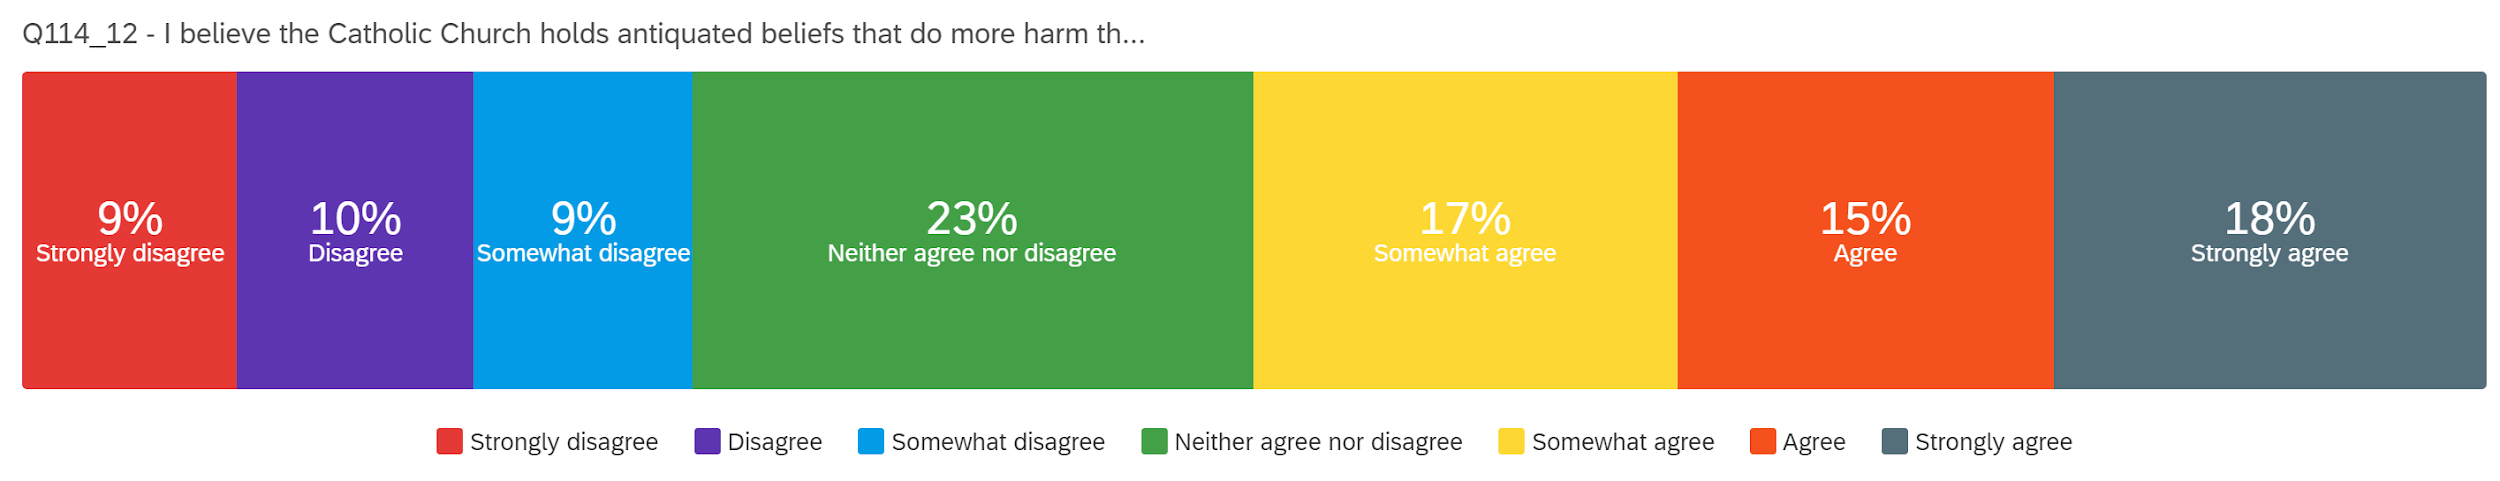 Q114_12 - I believe the Catholic Church holds antiquated beliefs that do more harm th...
9% 10% 9% 23% 17% 15% 18%
Strongly disagree Disagree Somewhat disagree Neither agree nor disagree Somewhat agree Agree Strongly agree
Strongly disagree Disagree Somewhat disagree Neither agree nor disagree Somewhat agree Agree Strongly agree